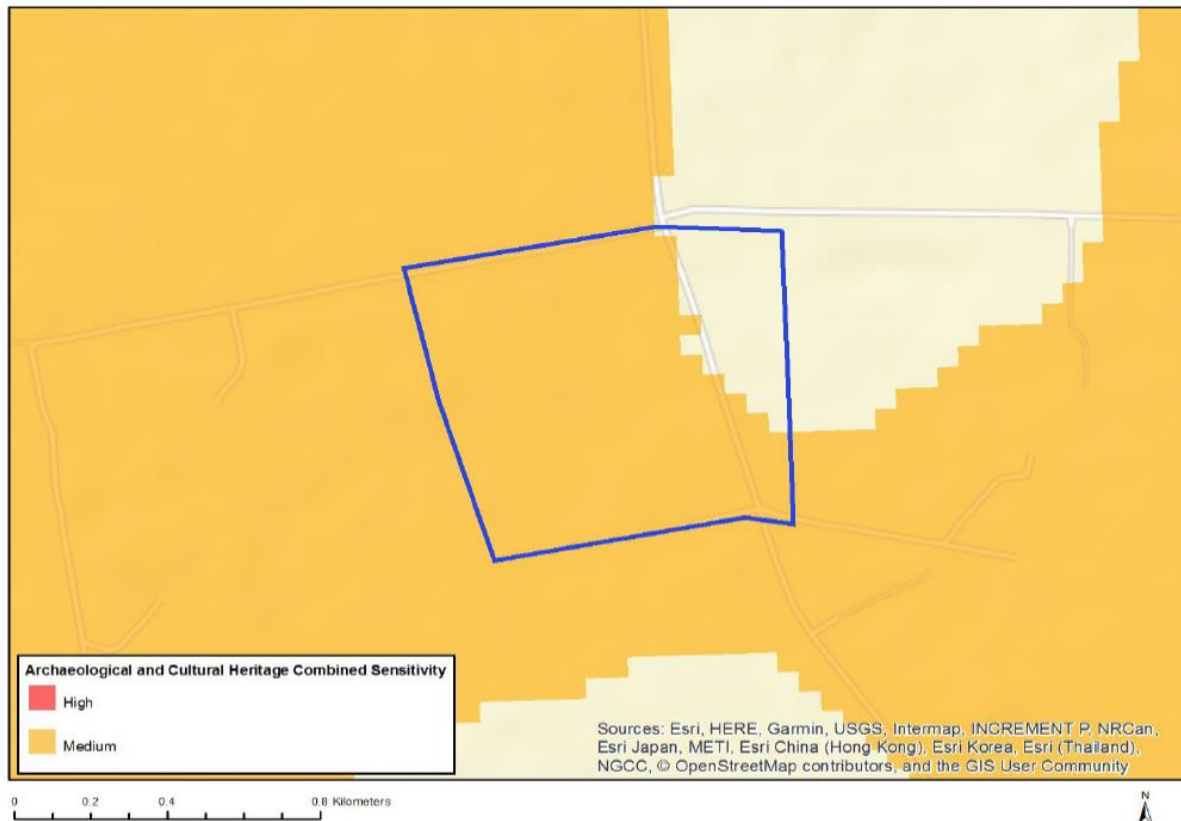 Archaeological and Cultural Heritage Combined Sensitivity
High
Medium
Sources: Esri, HERE, Garmin, USGS, Intermap, INCREMENT P, NRCan,
Esri Japan, METI, Esri China (Hong Kong), Esri Korea, Esri (Thailand),
NGCC, © OpenStreetMap contributors, and the GIS User Community
0 0.2 0.4 0.8 Kilometers
N